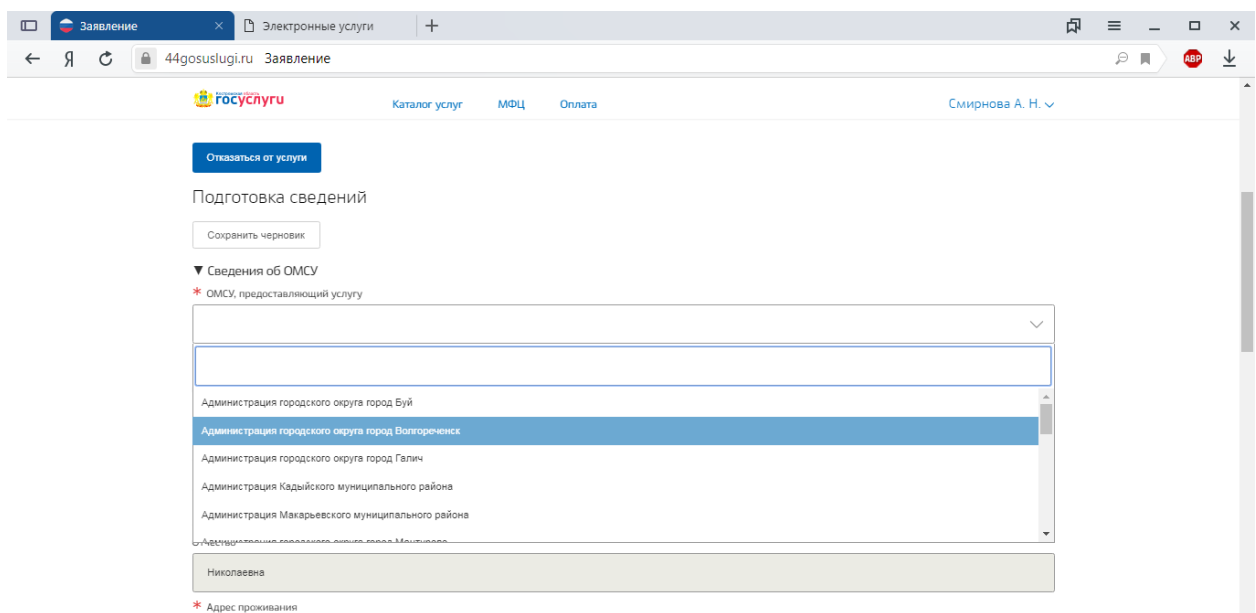 Заявление
Электронные услуги
Я
44gosuslugi.ru Заявление
ABP
госуслуги
Каталог услуг
МФЦ
Оплата
Смирнова А. Н.
Отказаться от услуги
Подготовка сведений
Сохранить черновик
▼ Сведения об ОМСУ
* ОМСУ, предоставляющий услугу
Администрация городского округа город Буй
Администрация городского округа город Волгореченск
Администрация городского округа город Галич
Администрация Кадыйского муниципального района
Администрация Макарьевского муниципального района
Николаевна
* Адрес проживания